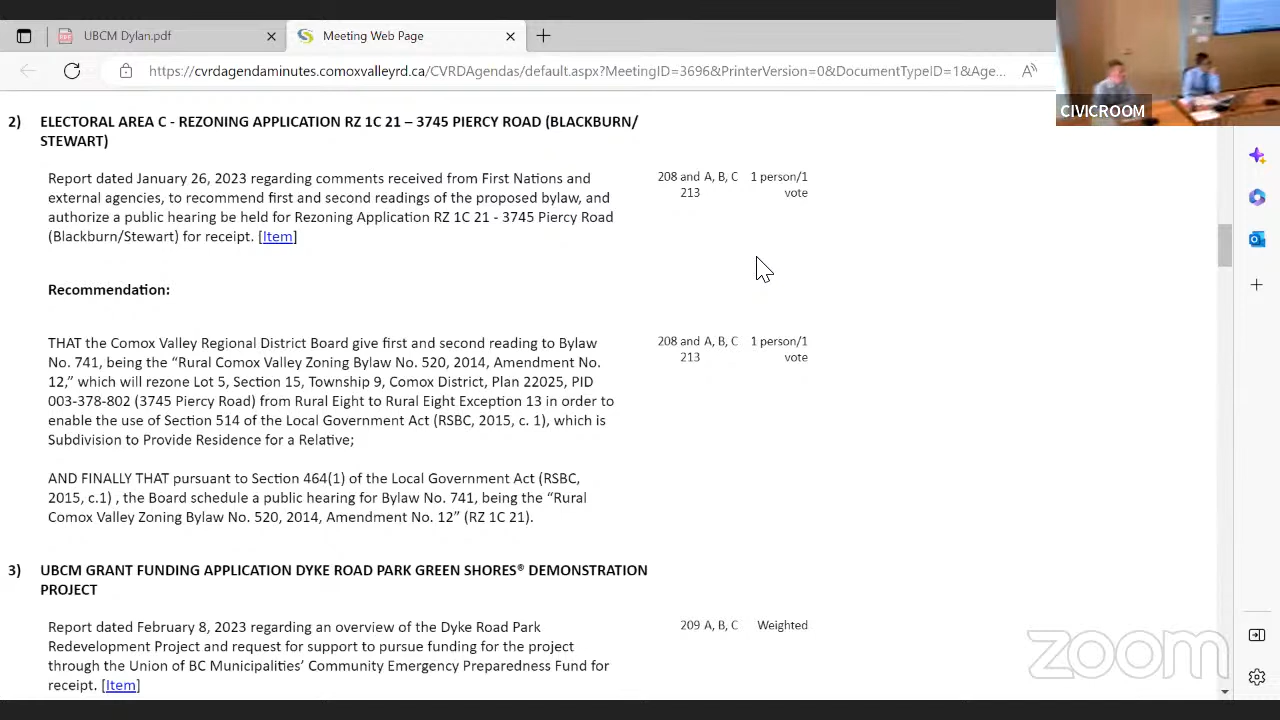 UBCM Dylan.pdf
Meeting Web Page
https://cvrdagendaminutes.comoxvalleyrd.ca/CVRDAgendas/default.aspx?MeetingID=3696&PrinterVersion=0&DocumentTypeID=1&Age...
CIVICROOM
2) ELECTORAL AREA C - REZONING APPLICATION RZ 1C 21 – 3745 PIERCY ROAD (BLACKBURN/
STEWART)
Report dated January 26, 2023 regarding comments received from First Nations and
external agencies, to recommend first and second readings of the proposed bylaw, and
authorize a public hearing be held for Rezoning Application RZ 1C 21 - 3745 Piercy Road
(Blackburn/Stewart) for receipt. [Item]
208 and A, B, C 1 person/1
213 vote
Recommendation:
THAT the Comox Valley Regional District Board give first and second reading to Bylaw
No. 741, being the “Rural Comox Valley Zoning Bylaw No. 520, 2014, Amendment No.
12,” which will rezone Lot 5, Section 15, Township 9, Comox District, Plan 22025, PID
003-378-802 (3745 Piercy Road) from Rural Eight to Rural Eight Exception 13 in order to
enable the use of Section 514 of the Local Government Act (RSBC, 2015, c. 1), which is
Subdivision to Provide Residence for a Relative;
208 and A, B, C 1 person/1
213 vote
AND FINALLY THAT pursuant to Section 464(1) of the Local Government Act (RSBC,
2015, c.1) , the Board schedule a public hearing for Bylaw No. 741, being the “Rural
Comox Valley Zoning Bylaw No. 520, 2014, Amendment No. 12” (RZ 1C 21).
3) UBCM GRANT FUNDING APPLICATION DYKE ROAD PARK GREEN SHORES® DEMONSTRATION
PROJECT
Report dated February 8, 2023 regarding an overview of the Dyke Road Park
Redevelopment Project and request for support to pursue funding for the project
through the Union of BC Municipalities’ Community Emergency Preparedness Fund for
receipt. [Item]
209 A, B, C Weighted
zoom